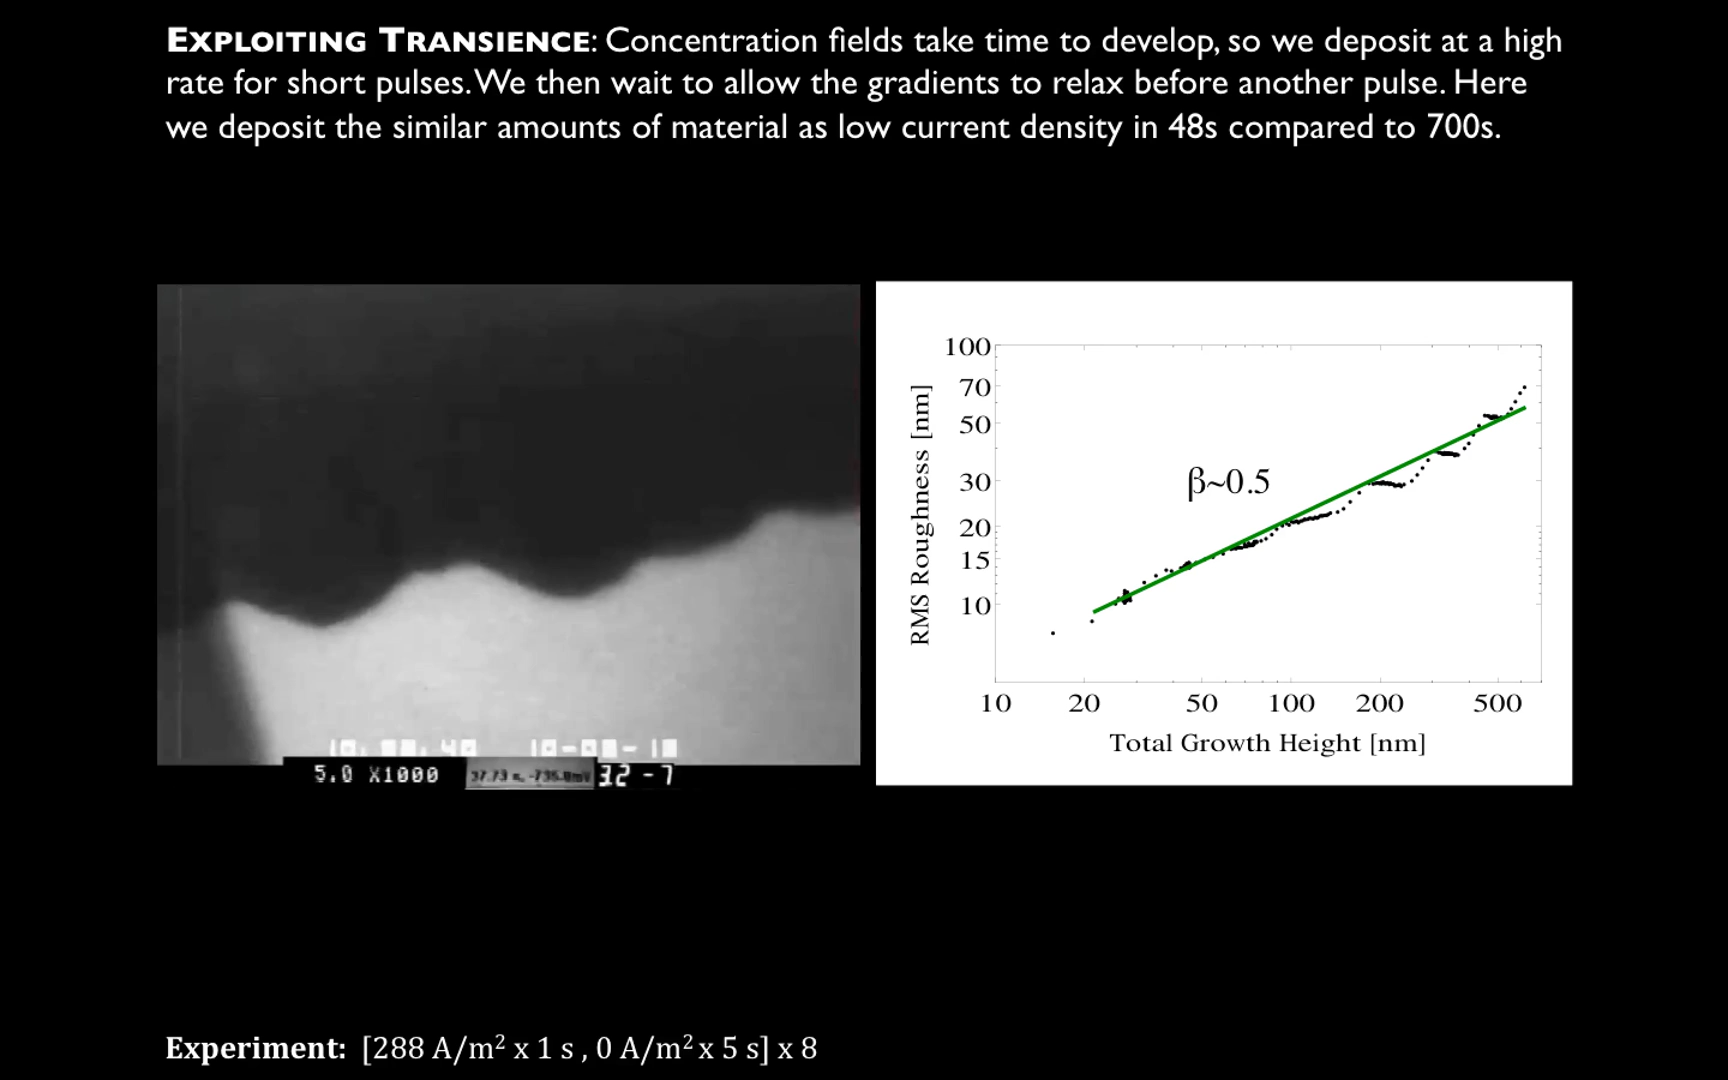 EXPLOITING TRANSIENCE: Concentration fields take time to develop, so we deposit at a high
rate for short pulses. We then wait to allow the gradients to relax before another pulse. Here
we deposit the similar amounts of material as low current density in 48s compared to 700s.
5.0 X1000
32 - 7
100
70
50
30
20
15
10
RMS Roughness [nm]
β~0.5
10 20 50 100 200 500
Total Growth Height [nm]
Experiment: [288 A/m² x 1 s , 0 A/m² x 5 s] x 8